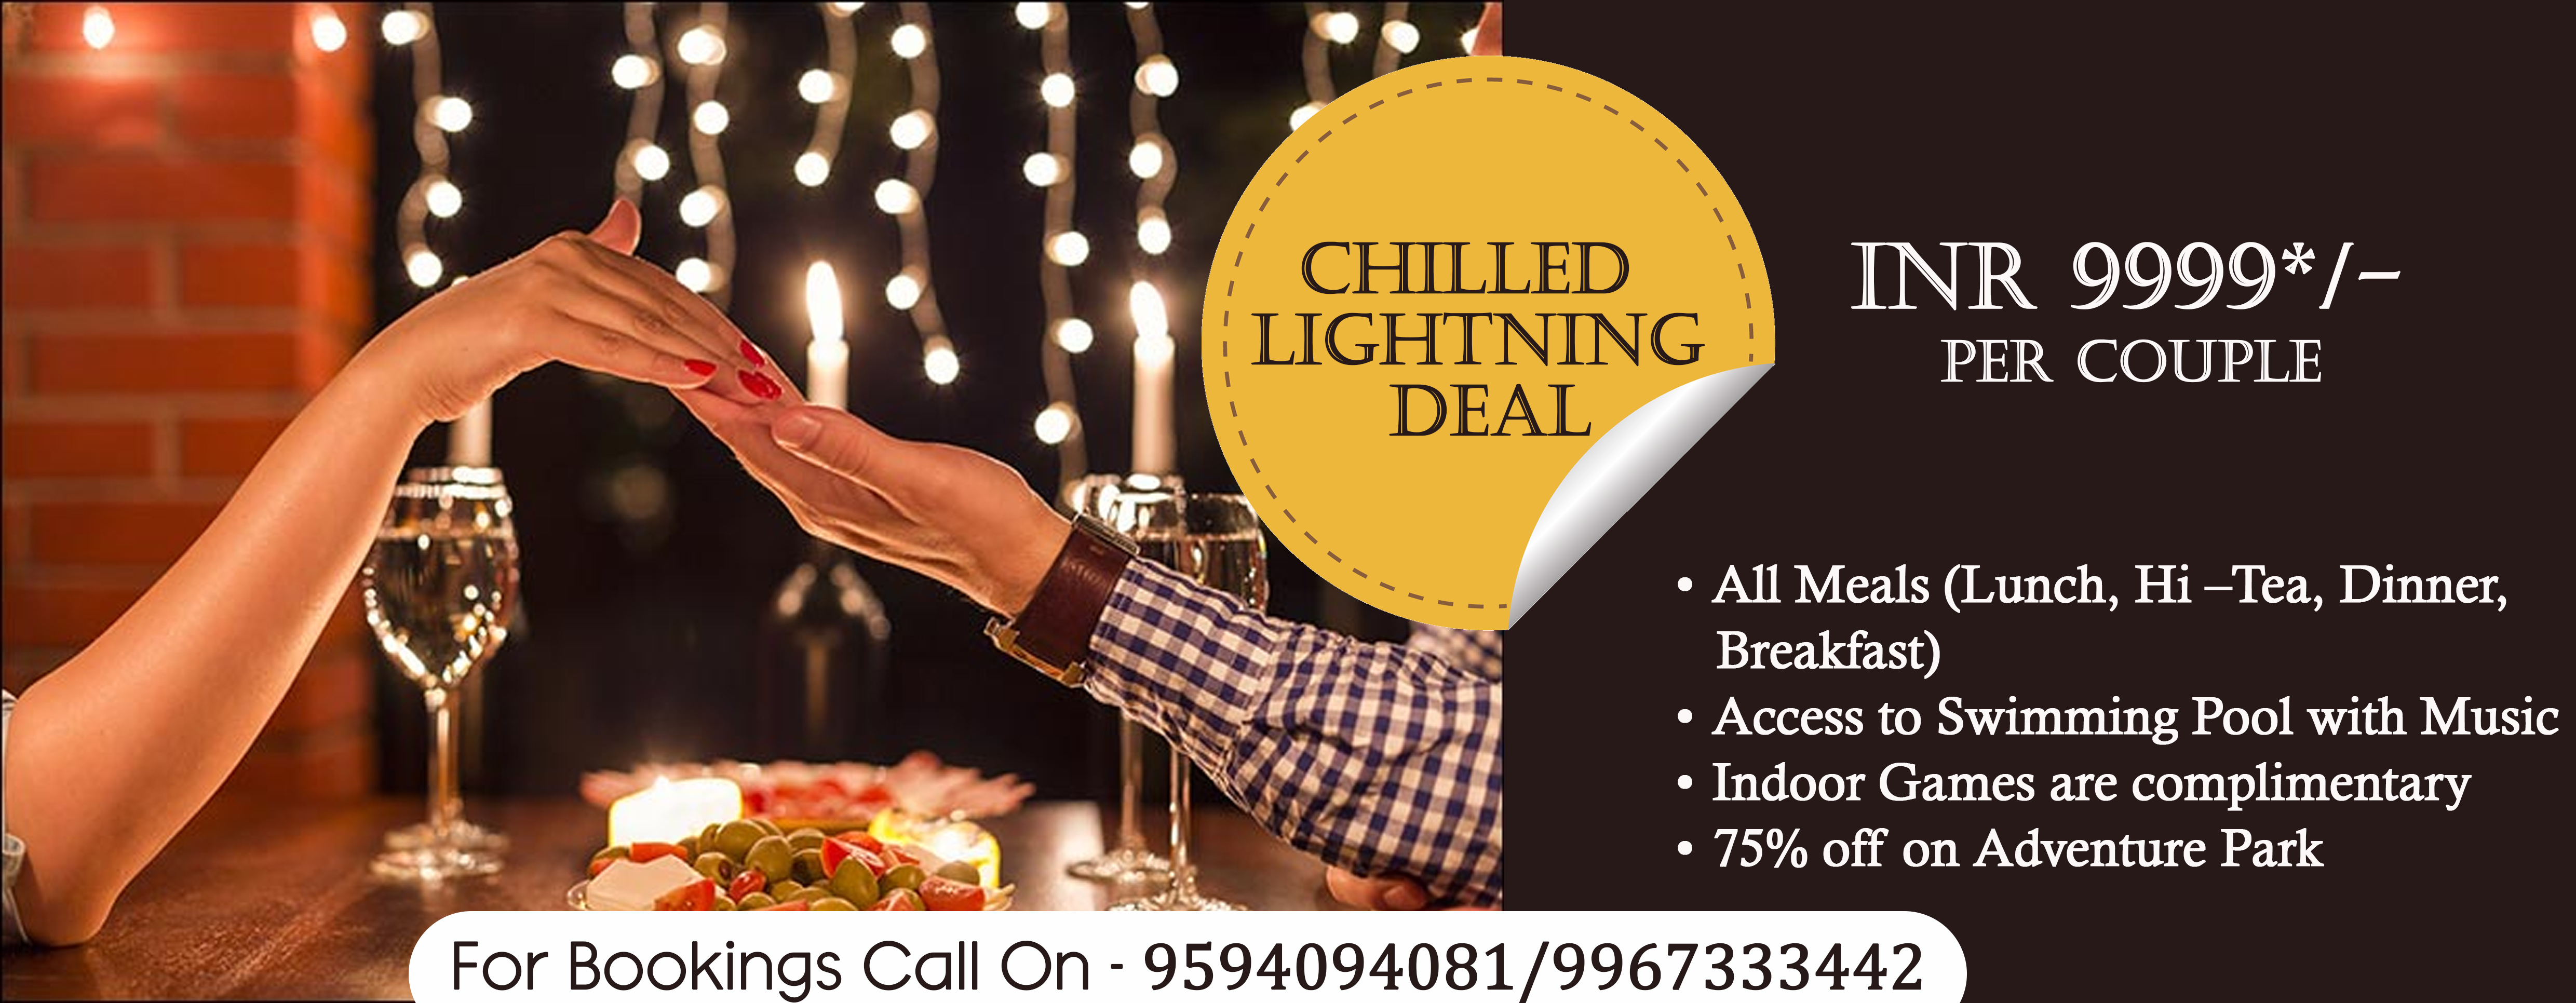 CHILLED
LIGHTNING
DEAL
INR 9999*/-
PER COUPLE
• All Meals (Lunch, Hi –Tea, Dinner,
Breakfast)
• Access to Swimming Pool with Music
• Indoor Games are complimentary
• 75% off on Adventure Park
For Bookings Call On - 9594094081/9967333442